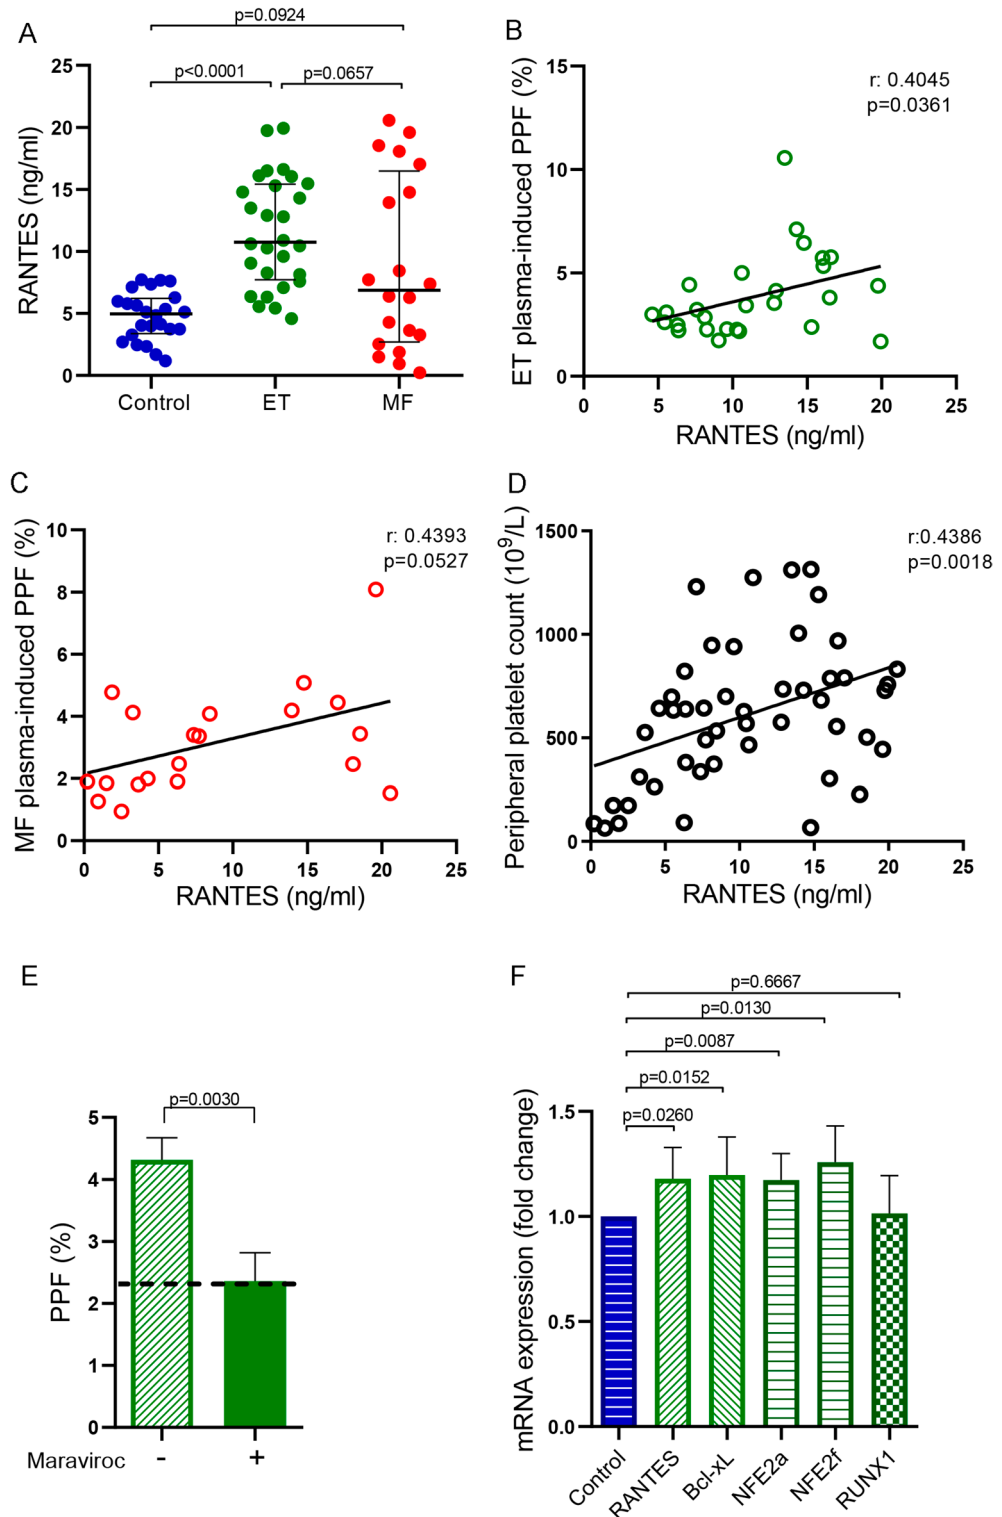 A
p=0.0924
p<0.0001
p=0.0657
RANTES (ng/ml)
25
20
15
10
5
0
Control
ET
MF
B
r: 0.4045
p=0.0361
ET plasma-induced PPF (%)
15
10
5
0
0
5
10
15
20
25
RANTES (ng/ml)
C
r: 0.4393
p=0.0527
MF plasma-induced PPF (%)
10
8
6
4
2
0
0
5
10
15
20
25
RANTES (ng/ml)
D
r:0.4386
p=0.0018
Peripheral platelet count (10⁹/L)
1500
1000
500
0
0
5
10
15
20
25
RANTES (ng/ml)
E
p=0.0030
PPF (%)
5
4
3
2
1
0
Maraviroc - +
F
p=0.6667
p=0.0130
p=0.0087
p=0.0152
p=0.0260
mRNA expression (fold change)
1.5
1.0
0.5
0.0
Control
RANTES
Bcl-xL
NFE2a
NFE2f
RUNX1